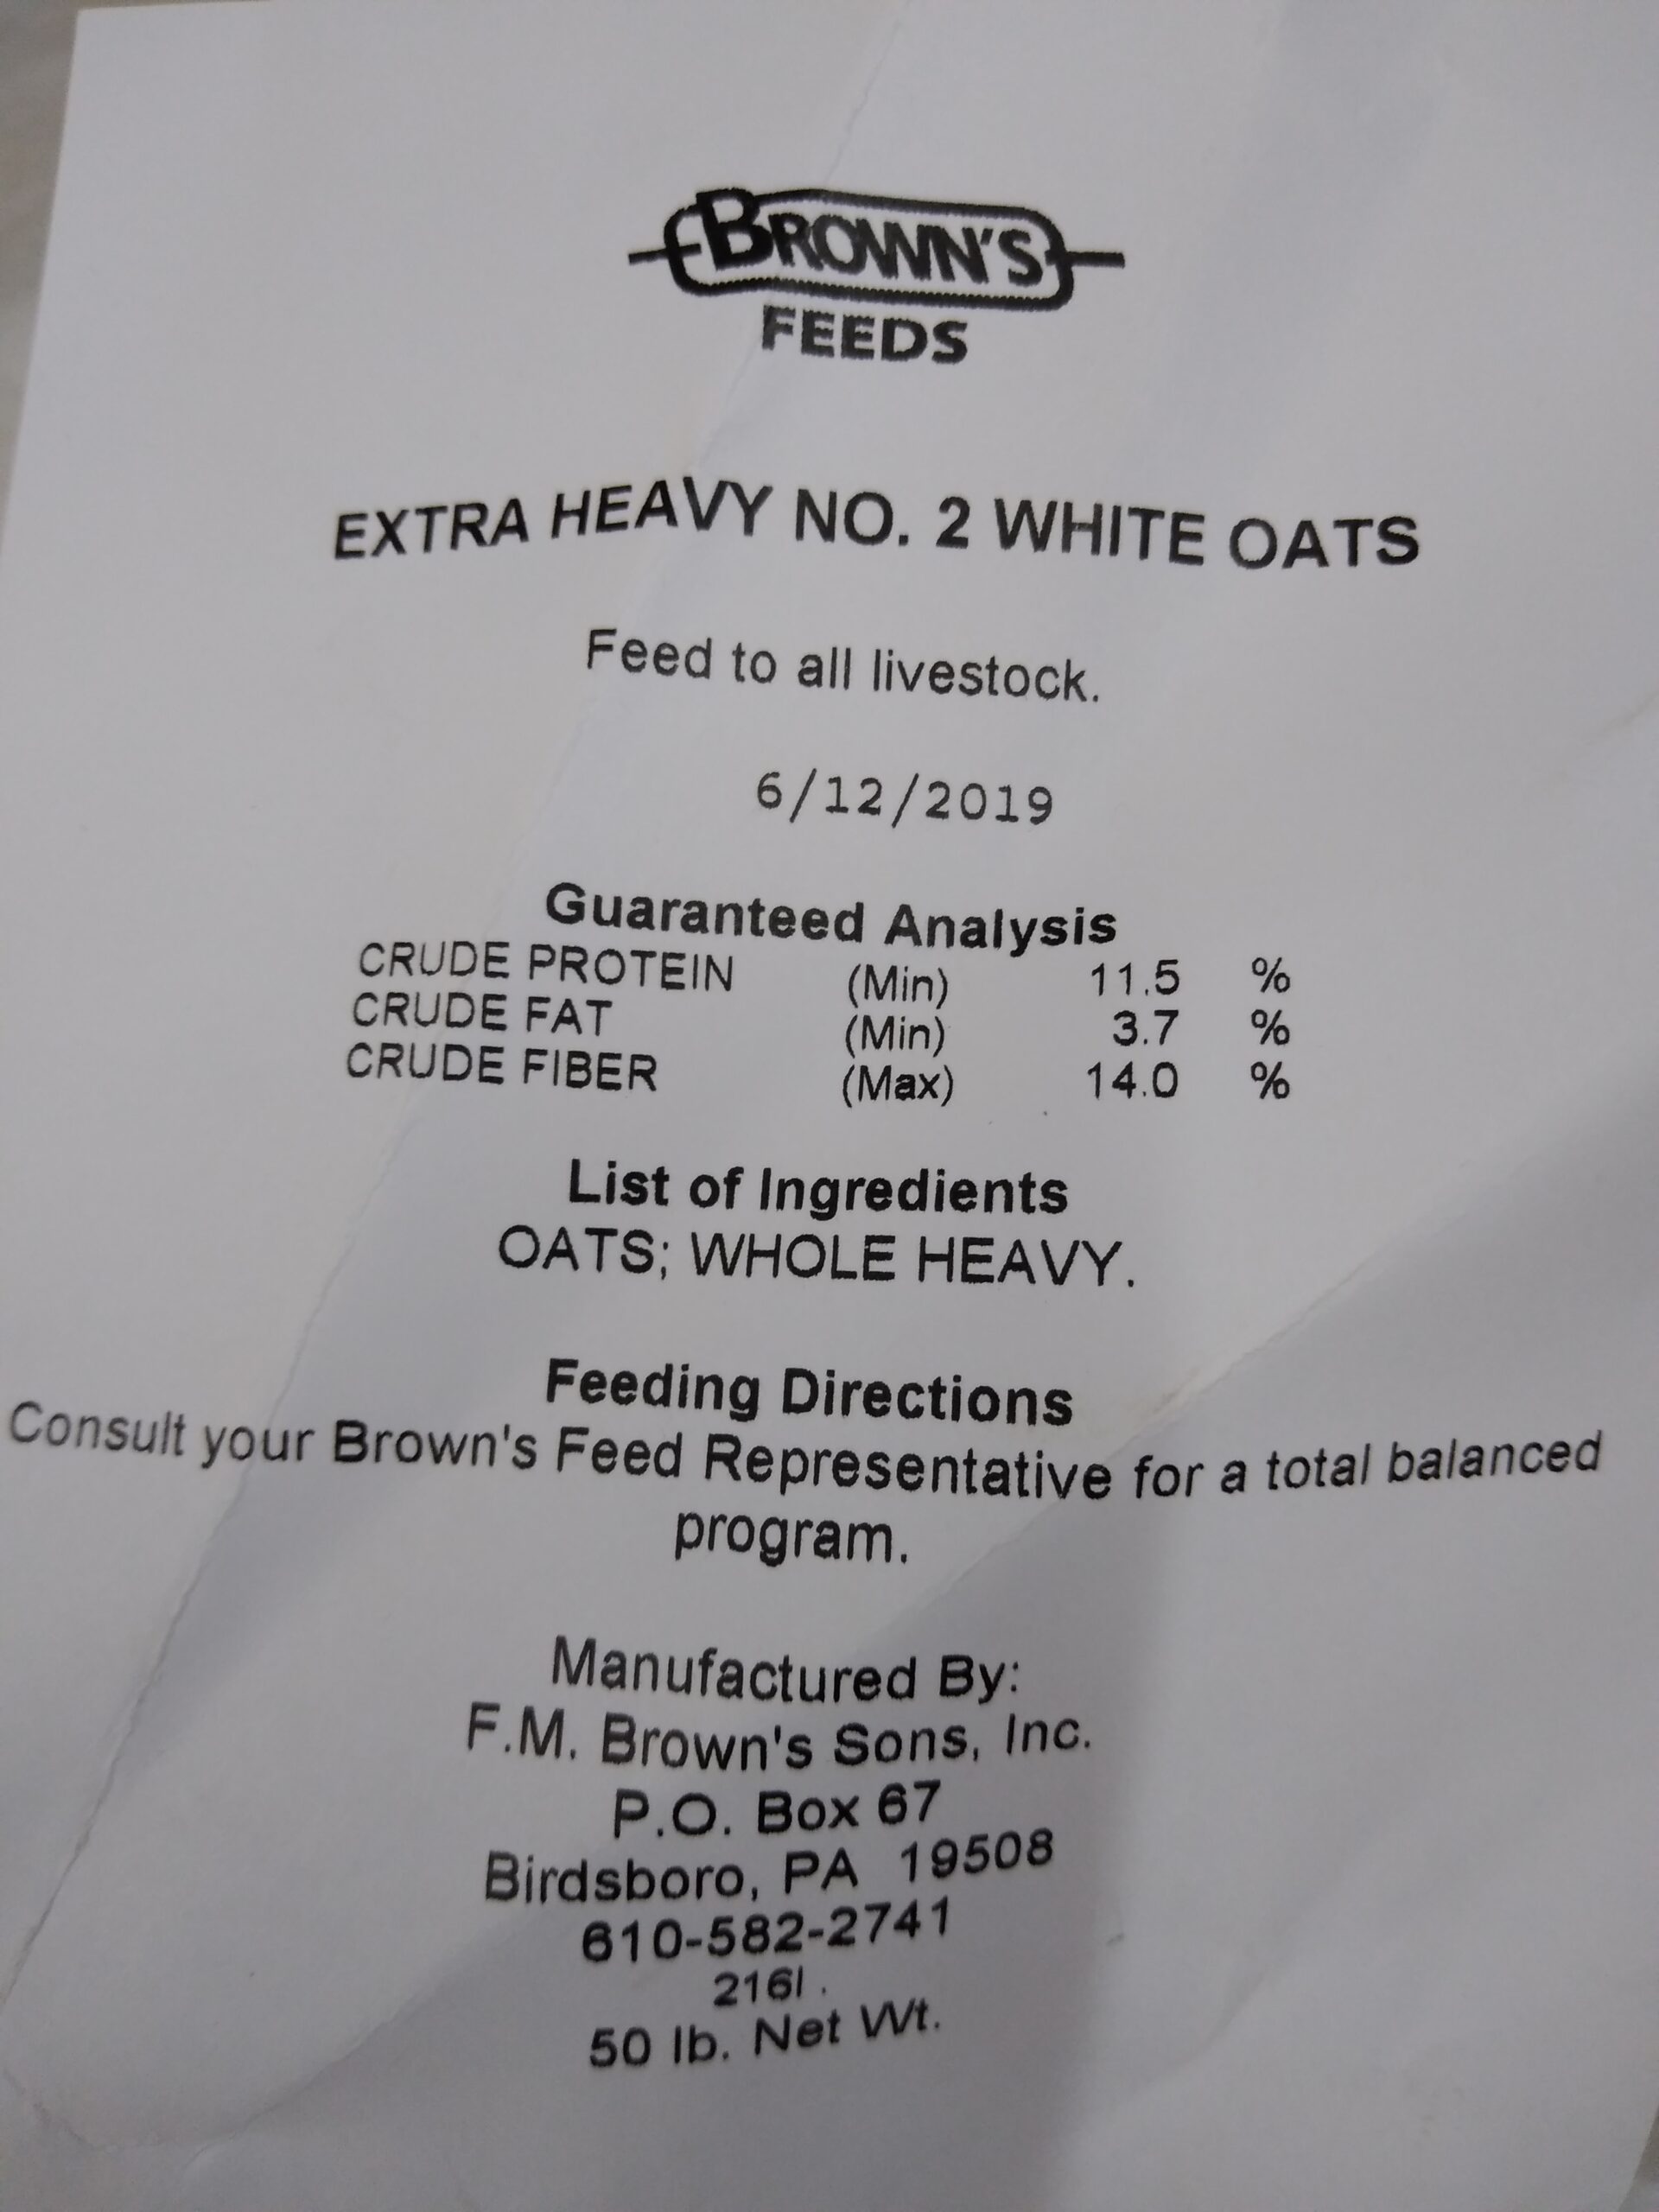 BROWN'S
FEEDS
EXTRA HEAVY NO. 2 WHITE OATS
Feed to all livestock.
6/12/2019
Guaranteed Analysis
CRUDE PROTEIN (Min) 11.5 %
CRUDE FAT (Min) 3.7 %
CRUDE FIBER (Max) 14.0 %
List of Ingredients
OATS; WHOLE HEAVY.
Feeding Directions
Consult your Brown's Feed Representative for a total balanced
program.
Manufactured By:
F.M. Brown's Sons, Inc.
P.O. Box 67
Birdsboro, PA 19508
610-582-2741
216I.
50 lb. Net Wt.